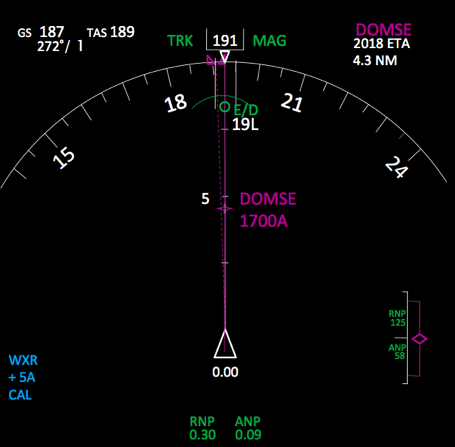 GS 187 TAS 189
272°/ 1
TRK 191 MAG
DOMSE
2018 ETA
4.3 NM
15
18
21
24
E/D
19L
5
DOMSE
1700A
RNP
125
ANP
58
0.00
WXR
+ 5A
CAL
RNP ANP
0.30 0.09